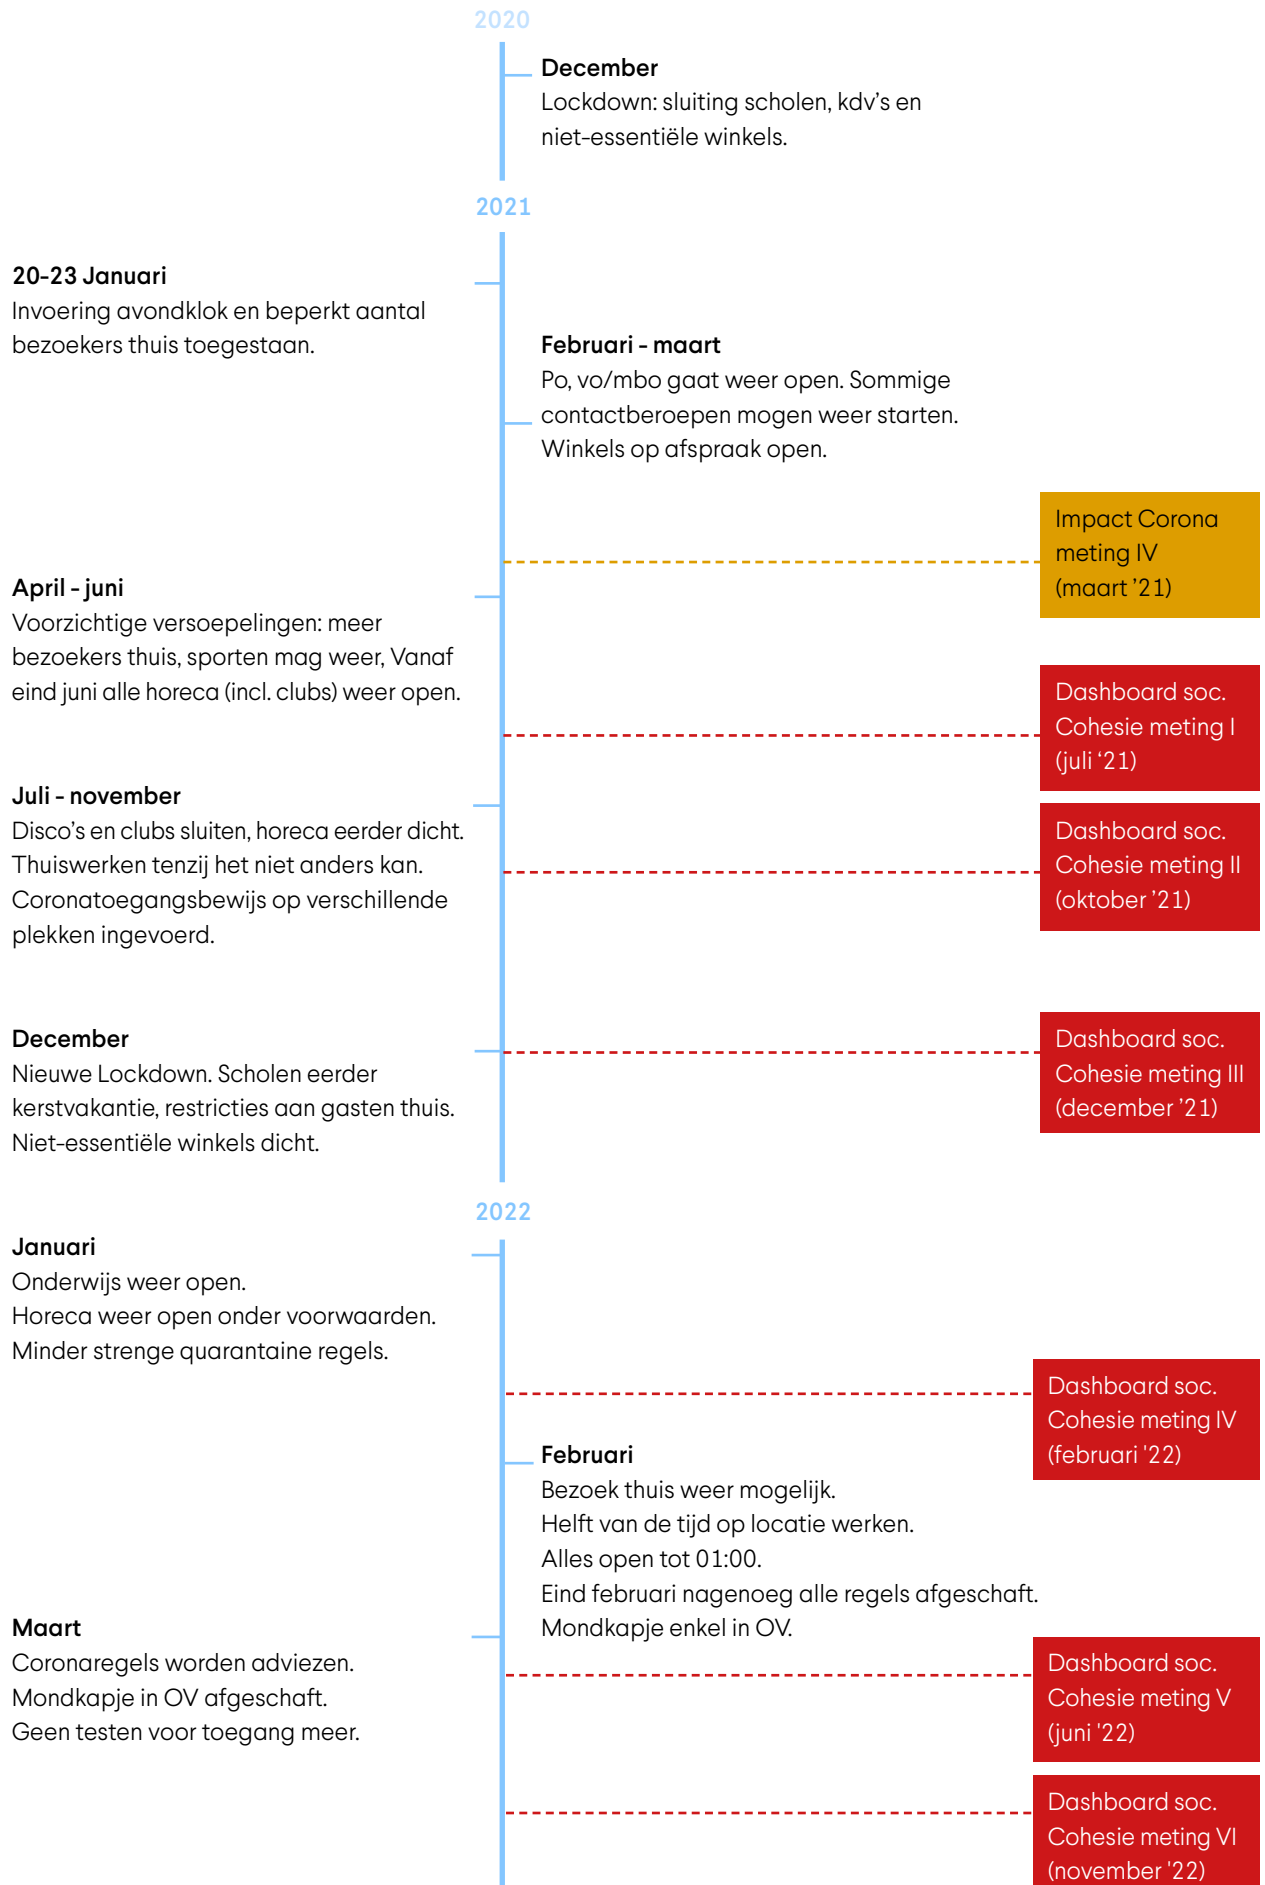 2020
December
Lockdown: sluiting scholen, kdv's en
niet-essentiële winkels.
2021
20-23 Januari
Invoering avondklok en beperkt aantal
bezoekers thuis toegestaan.
Februari - maart
Po, vo/mbo gaat weer open. Sommige
contactberoepen mogen weer starten.
Winkels op afspraak open.
Impact Corona
meting IV
(maart ’21)
April - juni
Voorzichtige versoepelingen: meer
bezoekers thuis, sporten mag weer, Vanaf
eind juni alle horeca (incl. clubs) weer open.
Dashboard soc.
Cohesie meting I
(juli ‘21)
Juli - november
Disco’s en clubs sluiten, horeca eerder dicht.
Thuiswerken tenzij het niet anders kan.
Coronatoegangsbewijs op verschillende
plekken ingevoerd.
Dashboard soc.
Cohesie meting II
(oktober ’21)
December
Nieuwe Lockdown. Scholen eerder
kerstvakantie, restricties aan gasten thuis.
Niet-essentiële winkels dicht.
Dashboard soc.
Cohesie meting III
(december ’21)
2022
Januari
Onderwijs weer open.
Horeca weer open onder voorwaarden.
Minder strenge quarantaine regels.
Dashboard soc.
Cohesie meting IV
(februari '22)
Februari
Bezoek thuis weer mogelijk.
Helft van de tijd op locatie werken.
Alles open tot 01:00.
Eind februari nagenoeg alle regels afgeschaft.
Mondkapje enkel in OV.
Maart
Coronaregels worden adviezen.
Mondkapje in OV afgeschaft.
Geen testen voor toegang meer.
Dashboard soc.
Cohesie meting V
(juni '22)
Dashboard soc.
Cohesie meting VI
(november '22)